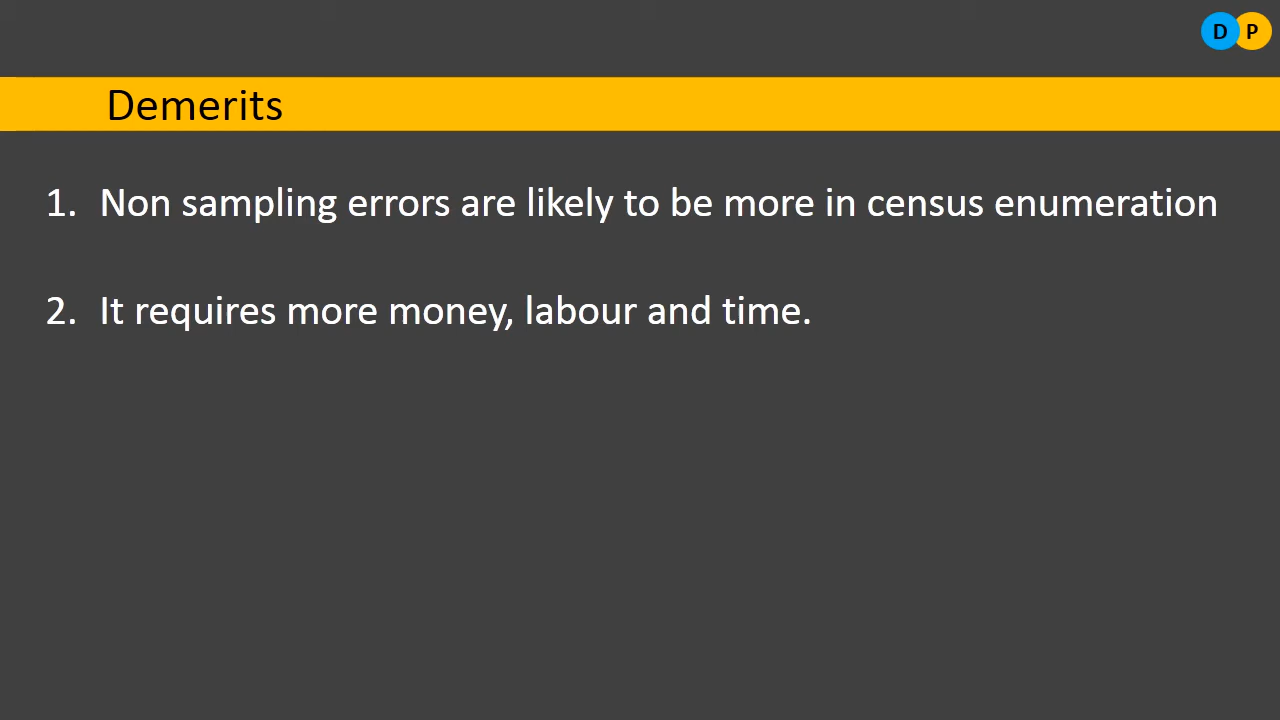 D P
Demerits
1. Non sampling errors are likely to be more in census enumeration
2. It requires more money, labour and time.